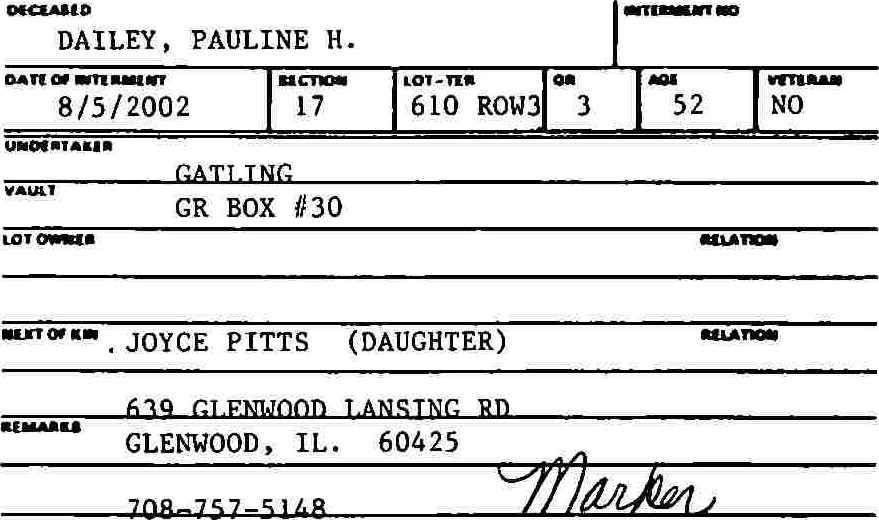 DECEASED INTERMENT NO
DAILEY, PAULINE H.
DATE OF INTERMENT SECTION LOT-TER GR AGE VETERAN
8/5/2002 17 610 ROW3 3 52 NO
UNDERTAKER
GATLING
VAULT
GR BOX #30
LOT OWNER RELATION
NEXT OF KIN JOYCE PITTS (DAUGHTER) RELATION
639 GLENWOOD LANSING RD
REMARKS
GLENWOOD, IL. 60425
708-757-5148 Marker